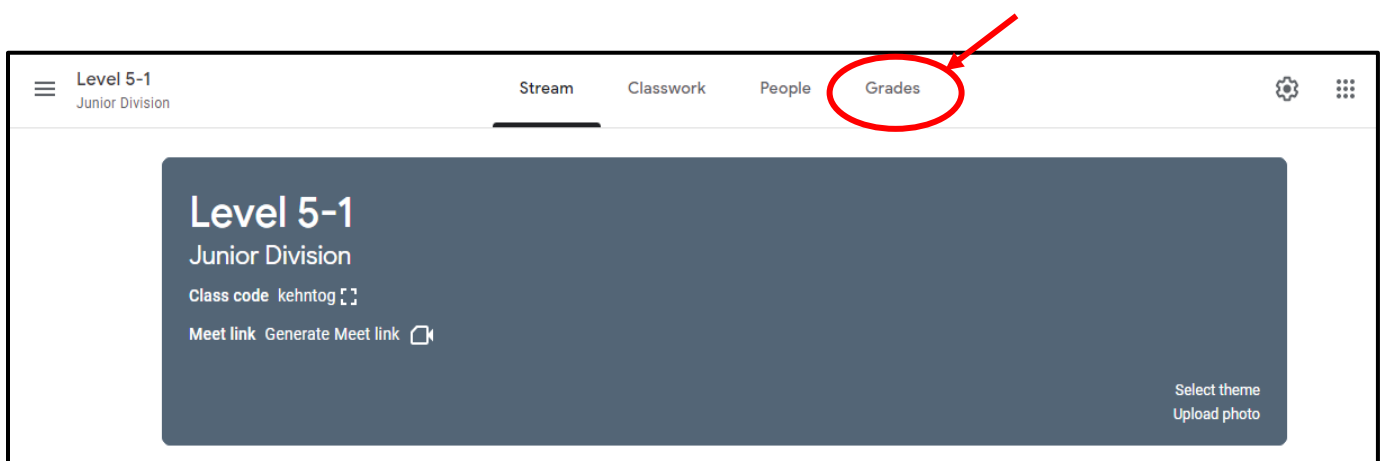 Level 5-1
Junior Division
Stream Classwork People Grades
Level 5-1
Junior Division
Class code kehntog
Meet link Generate Meet link
Select theme
Upload photo